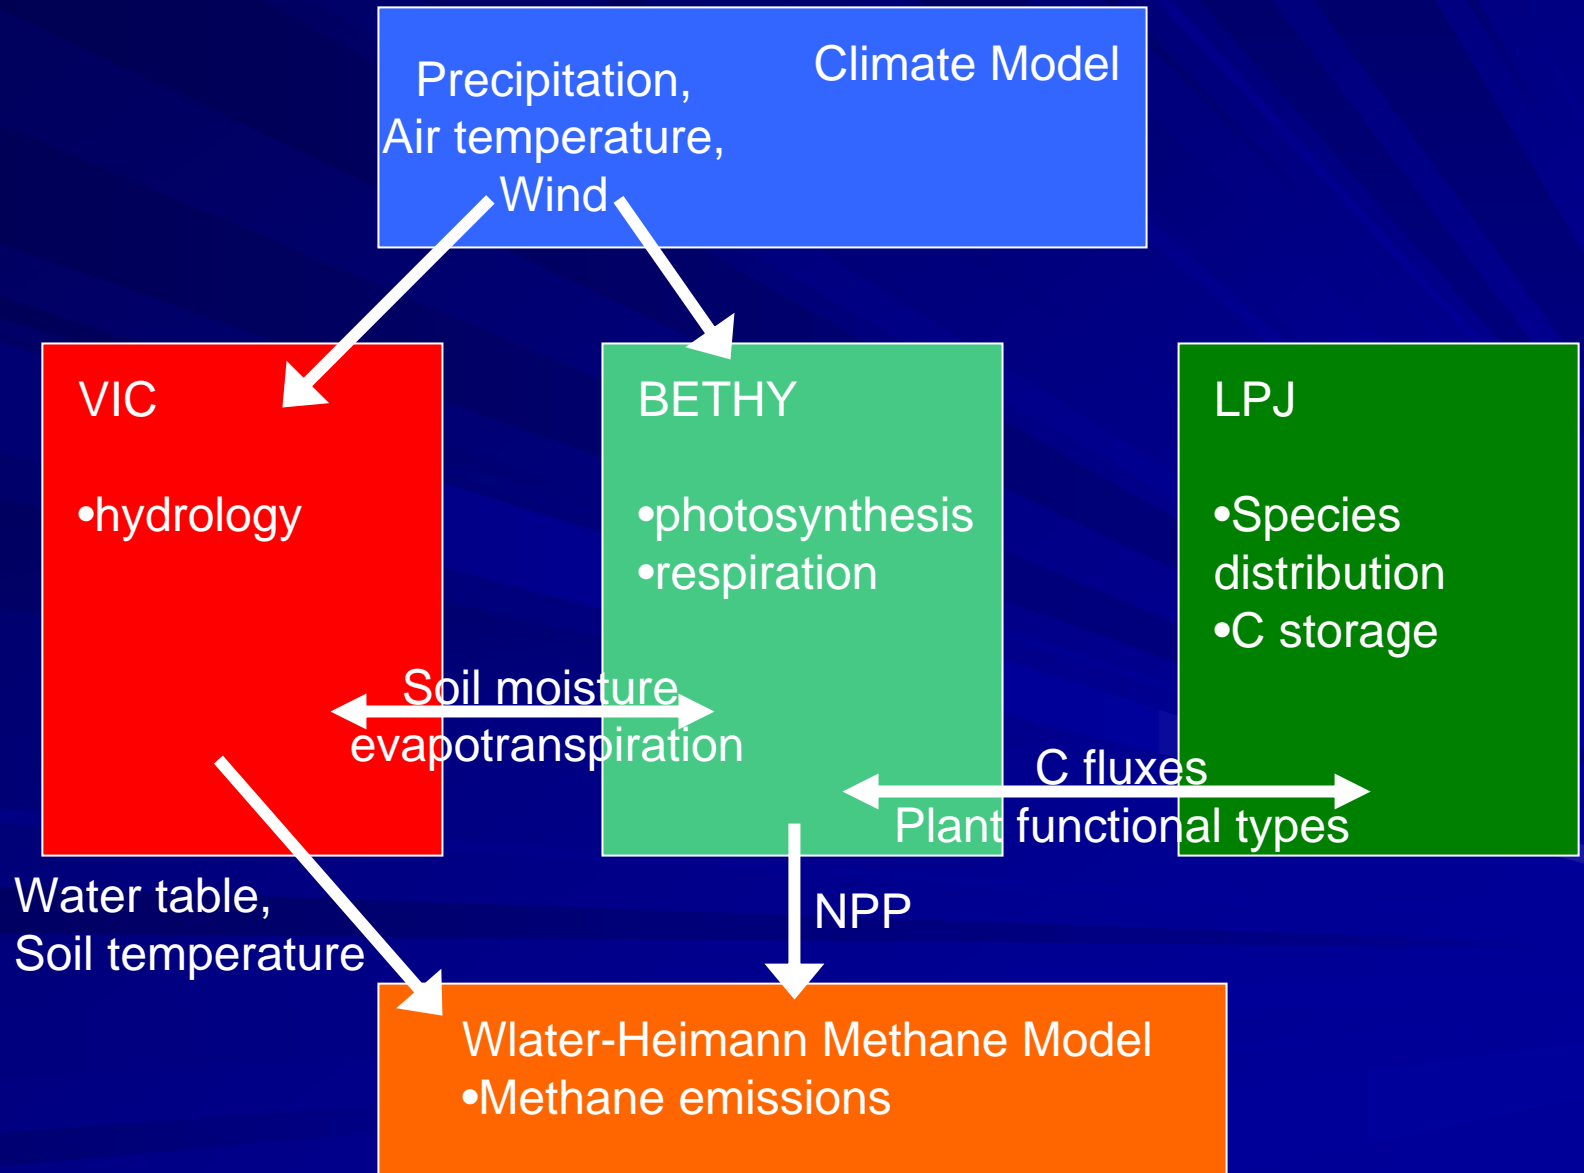 Climate Model
Precipitation,
Air temperature,
Wind
VIC
•hydrology
BETHY
•photosynthesis
•respiration
LPJ
•Species
distribution
•C storage
Soil moisture
evapotranspiration
C fluxes
Plant functional types
Water table,
Soil temperature
NPP
Wlater-Heimann Methane Model
•Methane emissions